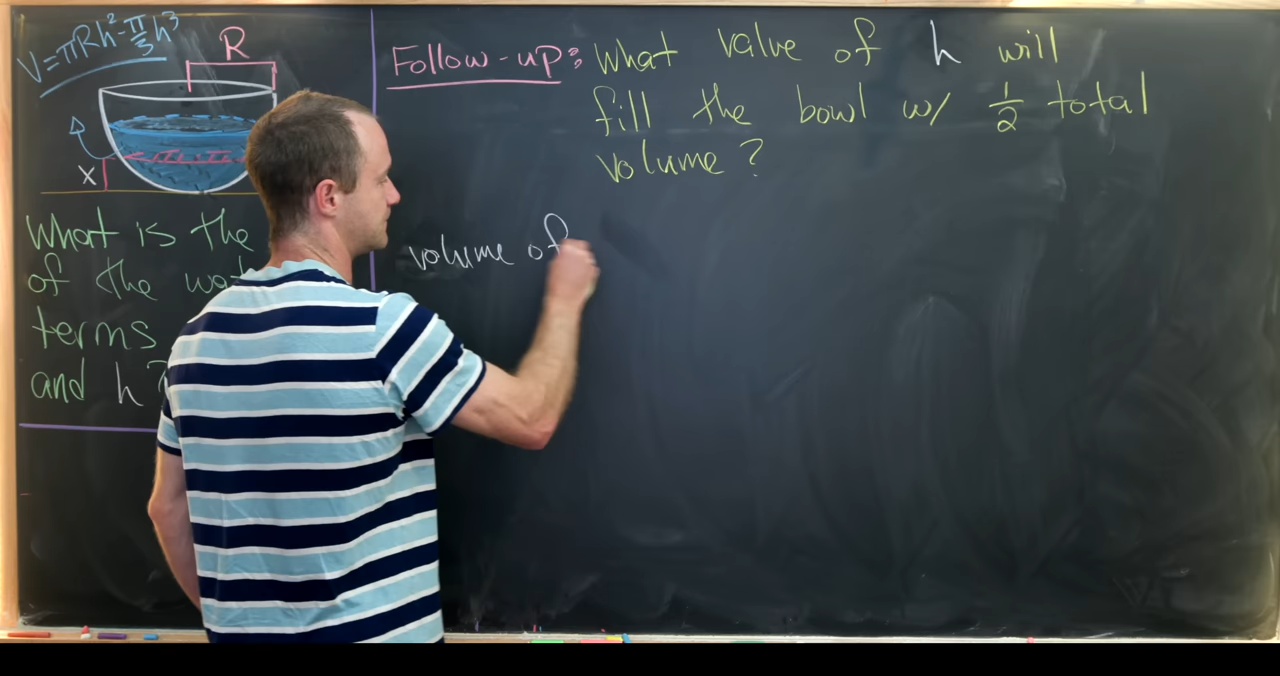 V=πRh²-π/3 h³
R
x
What is the
of the
terms
and h?
Follow-up: What value of h will
fill the bowl w/ 1/2 total
volume?
volume of